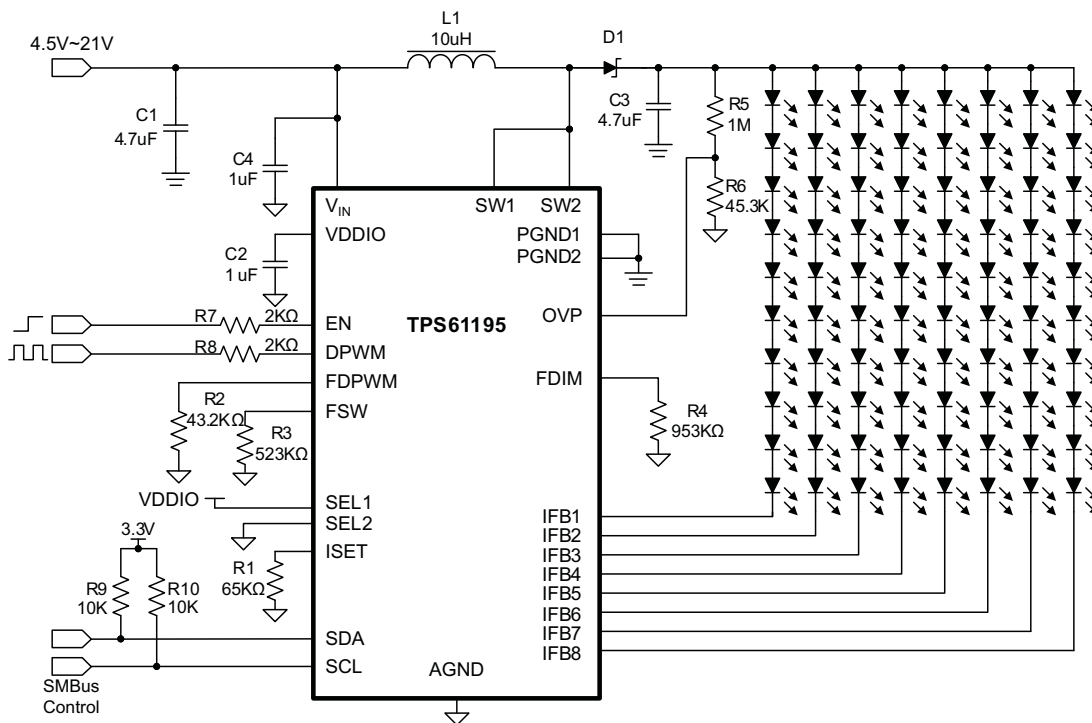 L1
10uH
4.5V~21V
D1
C1
4.7uF
C4
1uF
C3
4.7uF
R5
1M
R6
45.3K
VIN
SW1
SW2
VDDIO
C2
1uF
PGND1
PGND2
TPS61195
OVP
R7
2KΩ
EN
R8
2KΩ
DPWM
FDPWM
FDIM
R2
43.2KΩ
FSW
R3
523KΩ
R4
953KΩ
VDDIO
SEL1
SEL2
3.3V
ISET
R1
65KΩ
R9
10K
R10
10K
IFB1
IFB2
IFB3
IFB4
IFB5
IFB6
IFB7
IFB8
SDA
SCL
AGND
SMBus
Control